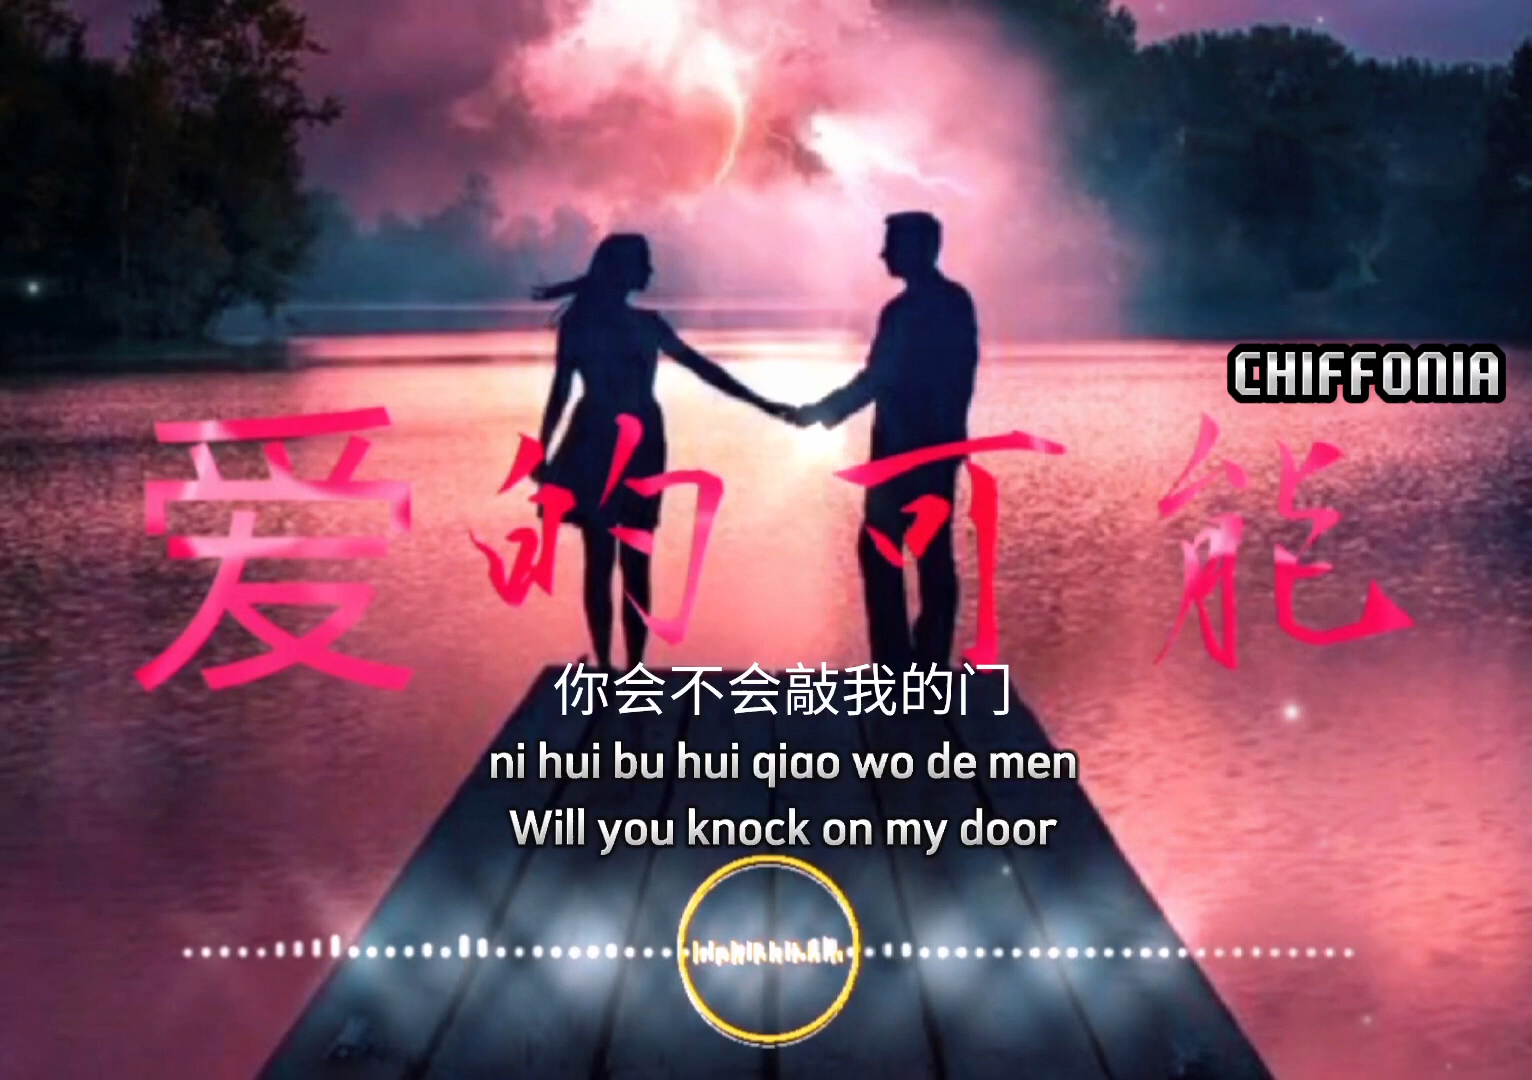 CHIFFONIA
爱的可能
你会不会敲我的门
ni hui bu hui qiao wo de men
Will you knock on my door